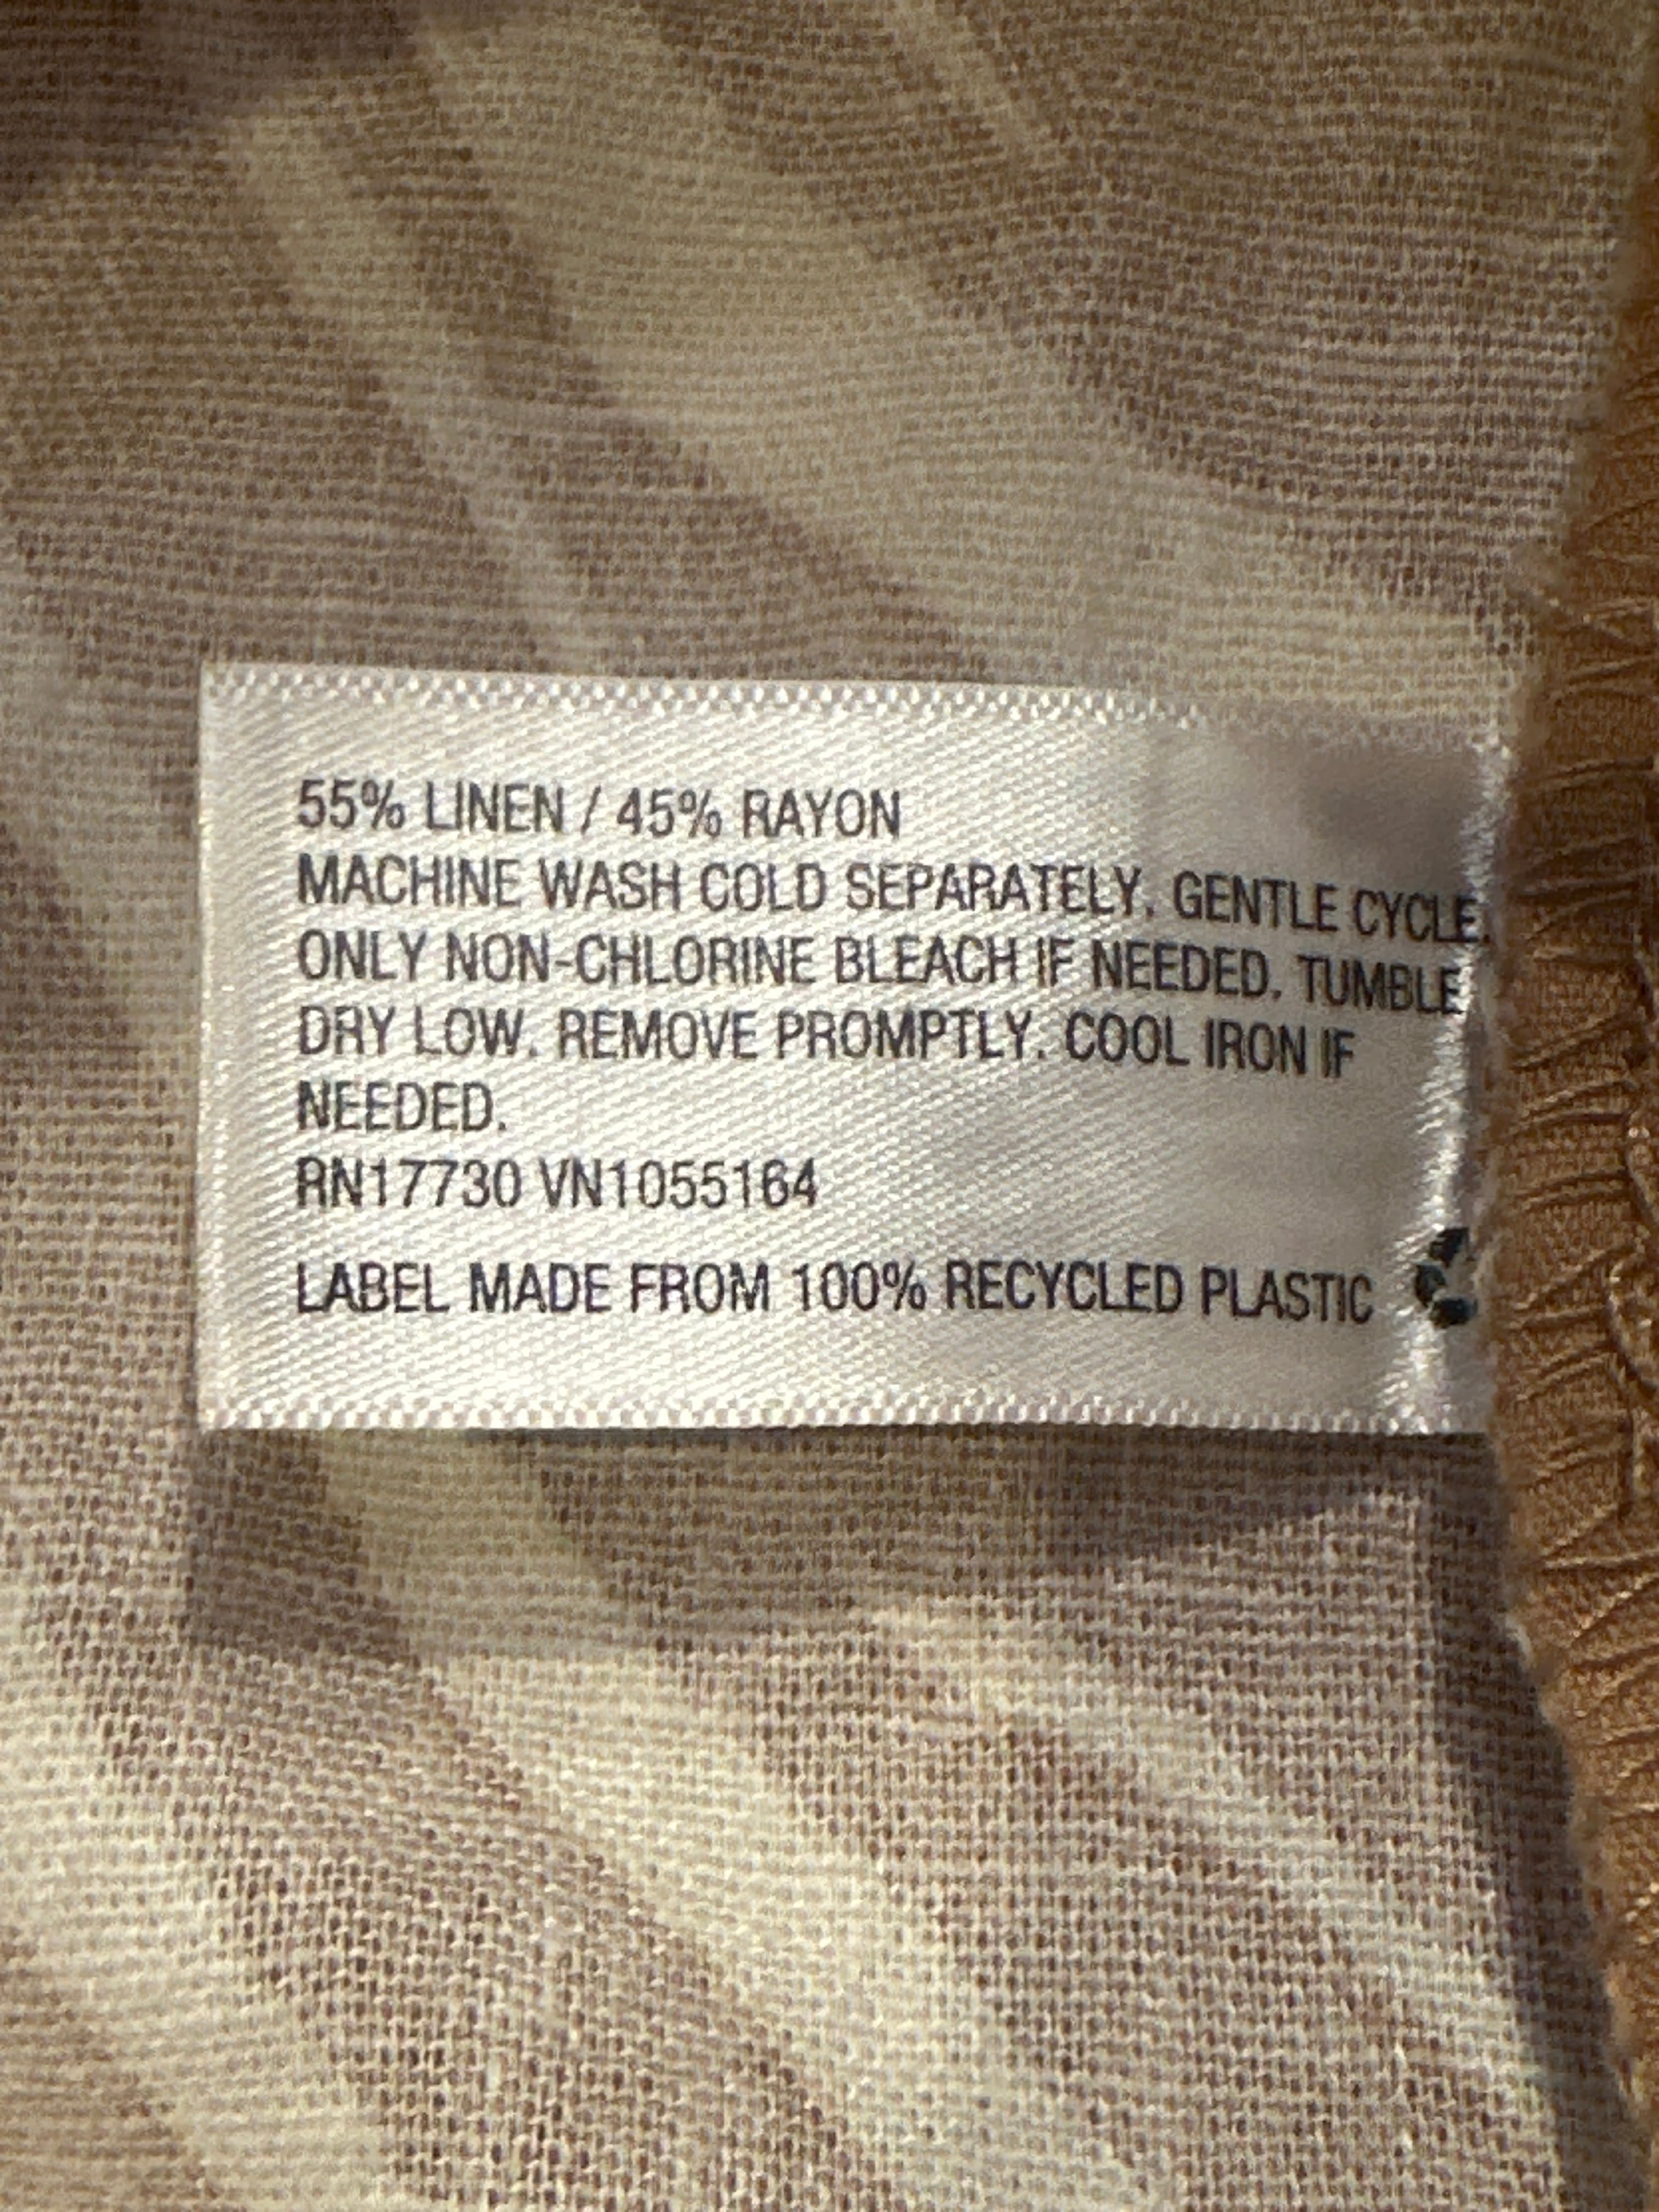 55% LINEN / 45% RAYON
MACHINE WASH COLD SEPARATELY. GENTLE CYCLE.
ONLY NON-CHLORINE BLEACH IF NEEDED. TUMBLE
DRY LOW. REMOVE PROMPTLY. COOL IRON IF
NEEDED.
RN17730 VN1055164
LABEL MADE FROM 100% RECYCLED PLASTIC